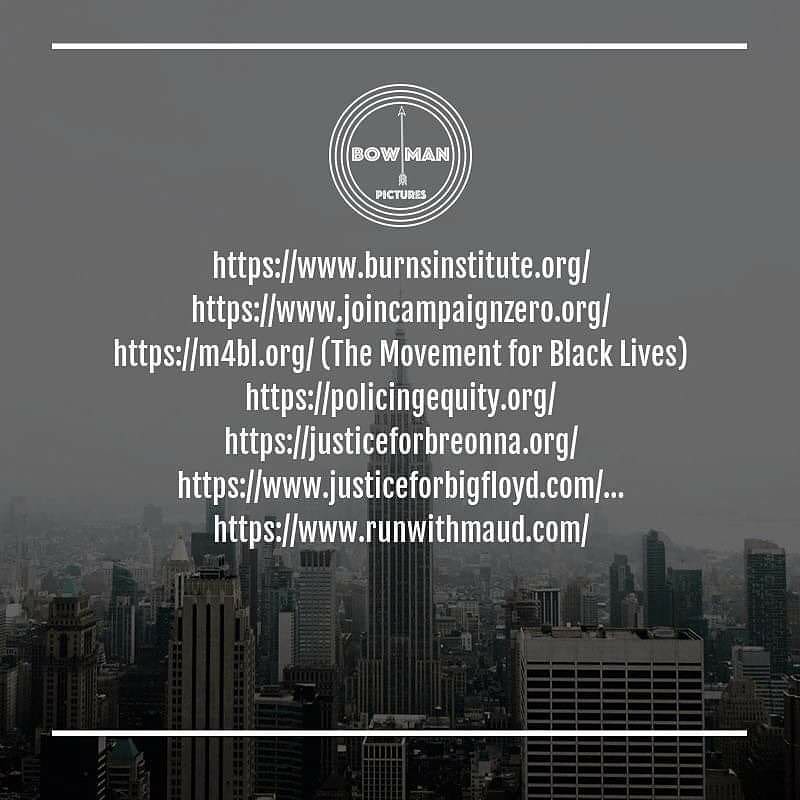 BOW MAN
PICTURES
https://www.burnsinstitute.org/
https://www.joincampaignzero.org/
https://m4bl.org/ (The Movement for Black Lives)
https://policingequity.org/
https://justiceforbreonna.org/
https://www.justiceforbigfloyd.com/...
https://www.runwithmaud.com/